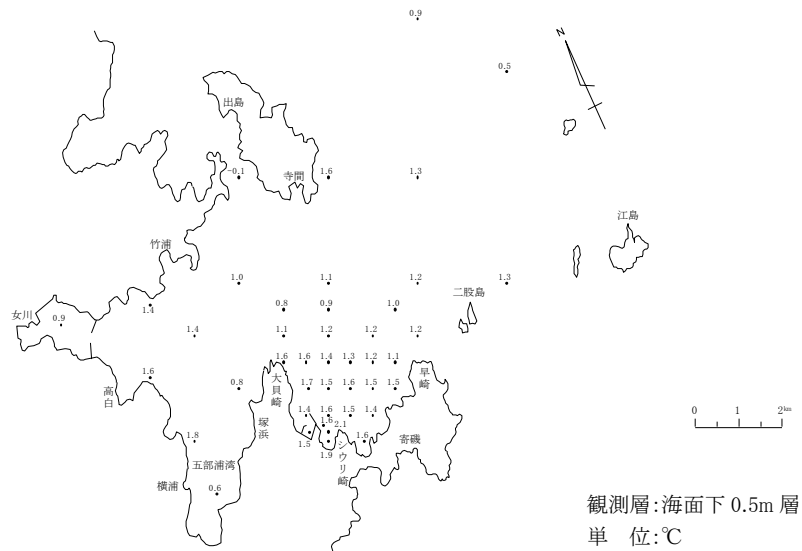 0.9
N
0.5
出島
-0.1
寺間
1.6
1.3
江島
竹浦
1.0
1.1
1.2
1.3
二股島
女川
0.9
1.4
0.8
0.9
1.0
1.4
1.1
1.2
1.2
1.2
1.6
1.6
1.4
1.3
1.2
1.1
高白
1.6
0.8
大貝崎
1.7
1.5
1.6
1.5
1.5
早崎
0 1 2km
1.4
1.6
1.5
1.4
塚浜
1.6
2.1
1.8
1.5
1.9
1.6
寄磯
シウリ崎
五部浦湾
横浦
0.6
観測層:海面下 0.5m 層
単 位:℃